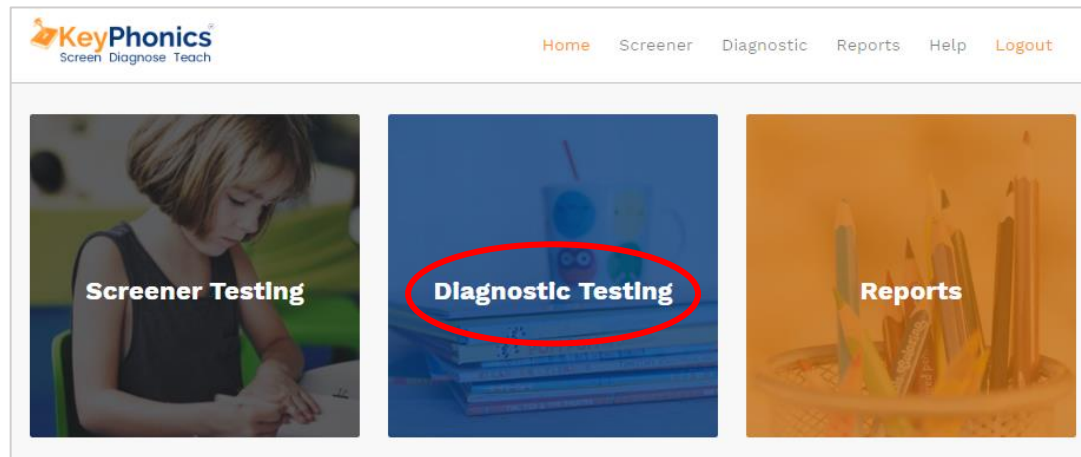 KeyPhonics®
Screen Diagnose Teach
Home Screener Diagnostic Reports Help Logout
Screener Testing
Diagnostic Testing
Reports